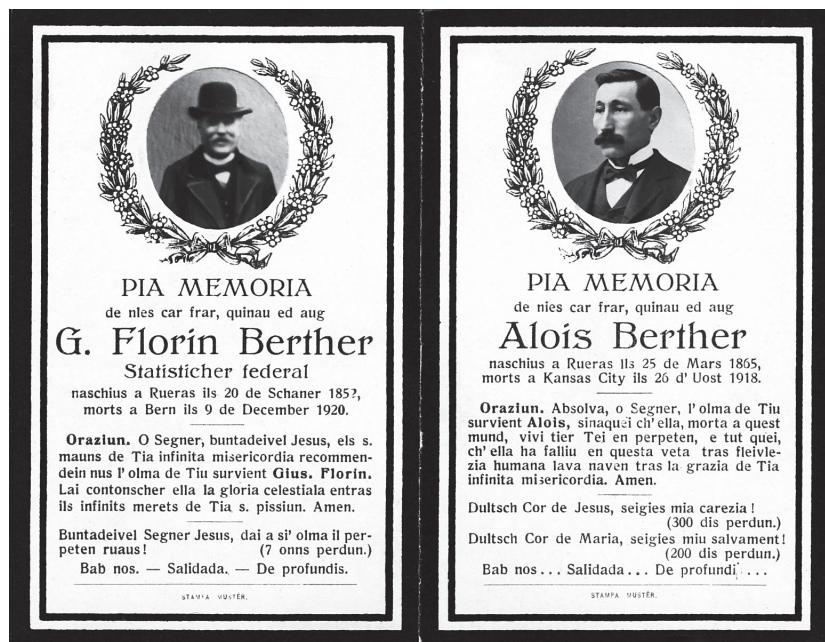 PIA MEMORIA
de nies car frar, quinau ed aug
G. Florin Berther
Statisticher federal
naschius a Rueras ils 20 de Schaner 185?,
morts a Bern ils 9 de December 1920.
Oraziun. O Segner, buntadeivel Jesus, els s.
mauns de Tia infinita misericordia recommen-
dein nus l' olma de Tiu survient Gius. Florin.
Lai contonscher ella la gloria celestiala entras
ils infinits merets de Tia s. pissiun. Amen.
Buntadeivel Segner Jesus, dai a si' olma il per-
peten ruaus! (7 onns perdun.)
Bab nos. — Salidada. — De profundis.
STAMPA MUSTÈR.
PIA MEMORIA
de nies car frar, quinau ed aug
Alois Berther
naschius a Rueras ils 25 de Mars 1865,
morts a Kansas City ils 26 d' Uost 1918.
Oraziun. Absolva, o Segner, l' olma de Tiu
survient Alois, sinaquei ch' ella, morta a quest
mund, vivi tier Tei en perpeten, e tut quei,
ch' ella ha falliu en questa veta tras fleivle-
zia humana lava naven tras la grazia de Tia
infinita misericordia. Amen.
Dultsch Cor de Jesus, seigies mia carezia!
(300 dis perdun.)
Dultsch Cor de Maria, seigies miu salvament!
(200 dis perdun.)
Bab nos... Salidada... De profundi ...
STAMPA MUSTÈR.